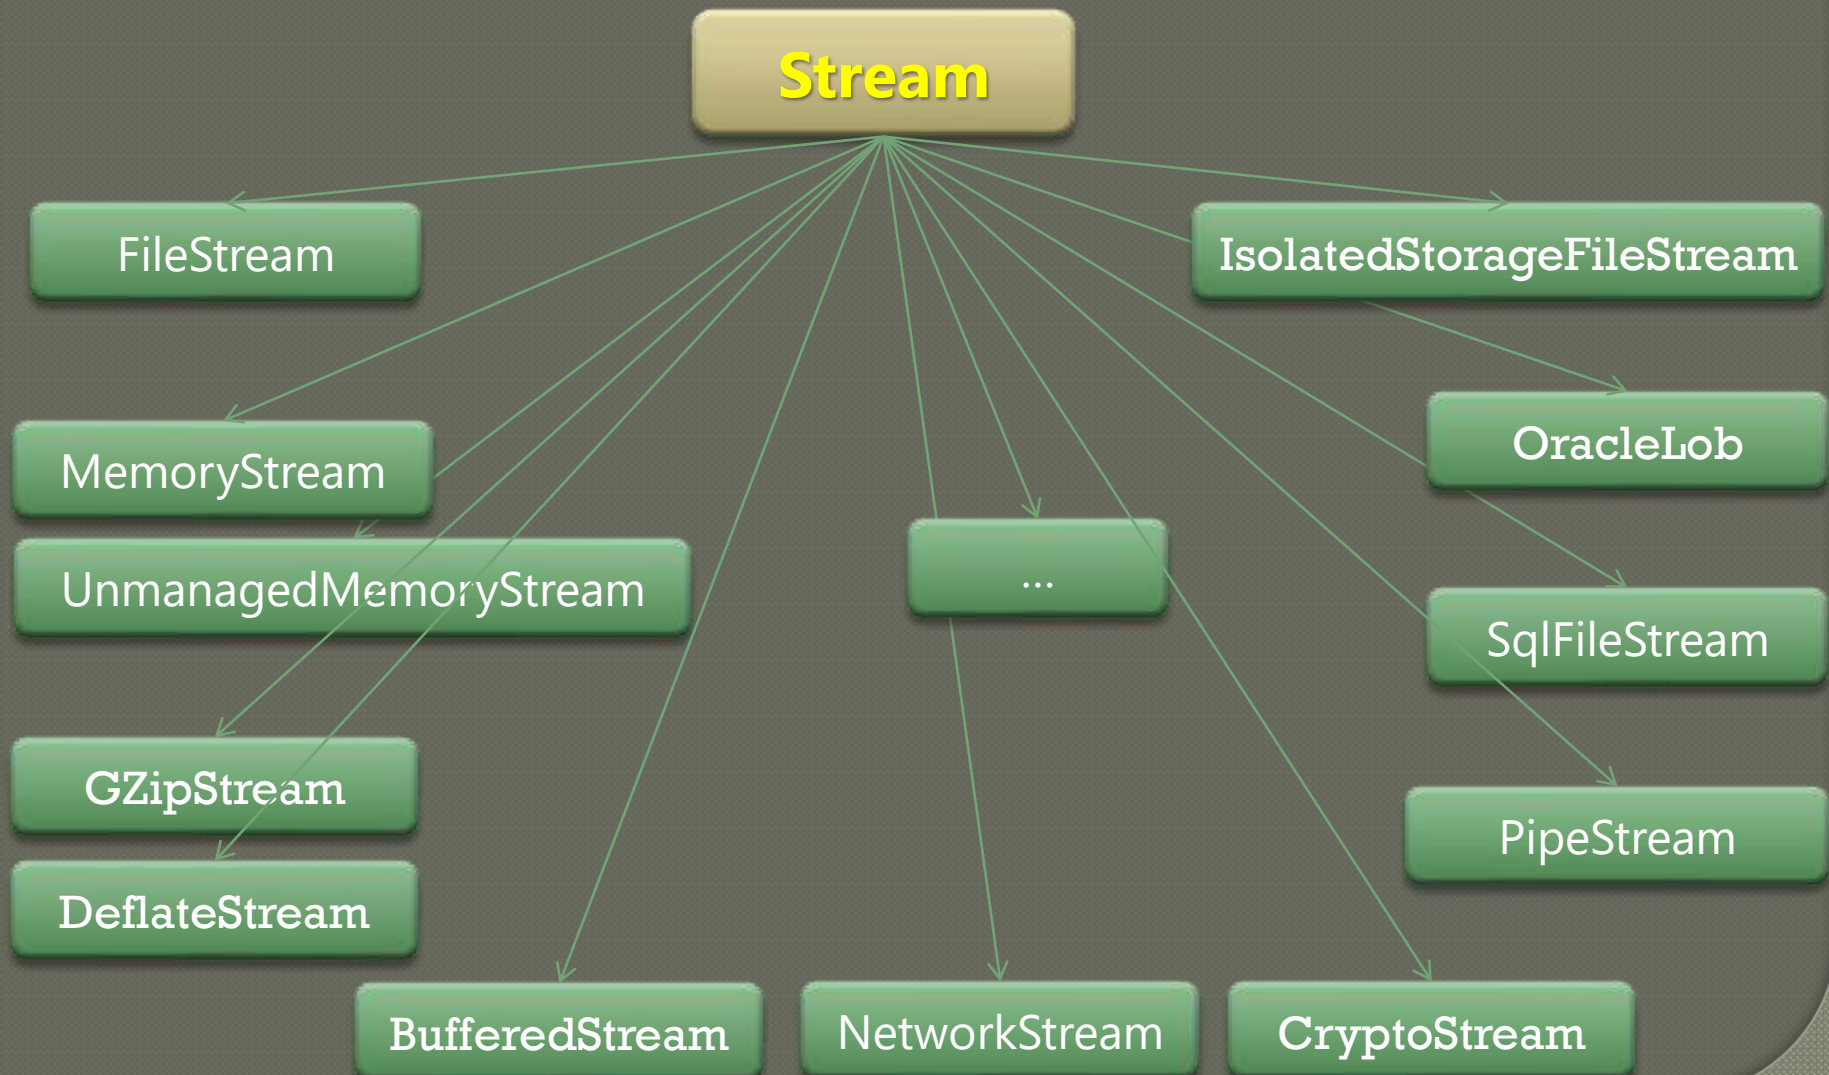 Stream
FileStream
IsolatedStorageFileStream
MemoryStream
OracleLob
UnmanagedMemoryStream
...
SqlFileStream
GZipStream
PipeStream
DeflateStream
BufferedStream
NetworkStream
CryptoStream